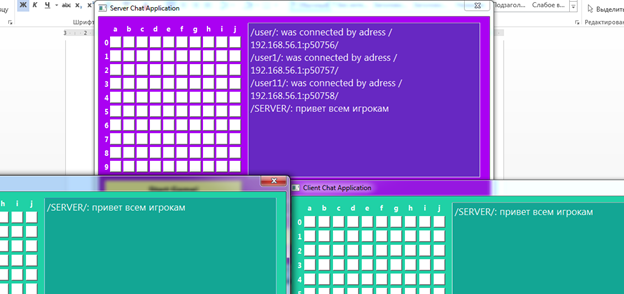 Ж К Ч
Шрифт
Подзагол...
Слабое в...
Выделить
Редактирован
3
Server Chat Application
a b c d e f g h i j
0
1
2
3
4
5
6
7
8
9
/user/: was connected by adress /
192.168.56.1:p50756/
/user1/: was connected by adress /
192.168.56.1:p50757/
/user11/: was connected by adress /
192.168.56.1:p50758/
/SERVER/: привет всем игрокам
h i j
/SERVER/: привет всем игрокам
Client Chat Application
a b c d e f g h i j
0
1
2
3
4
/SERVER/: привет всем игрокам